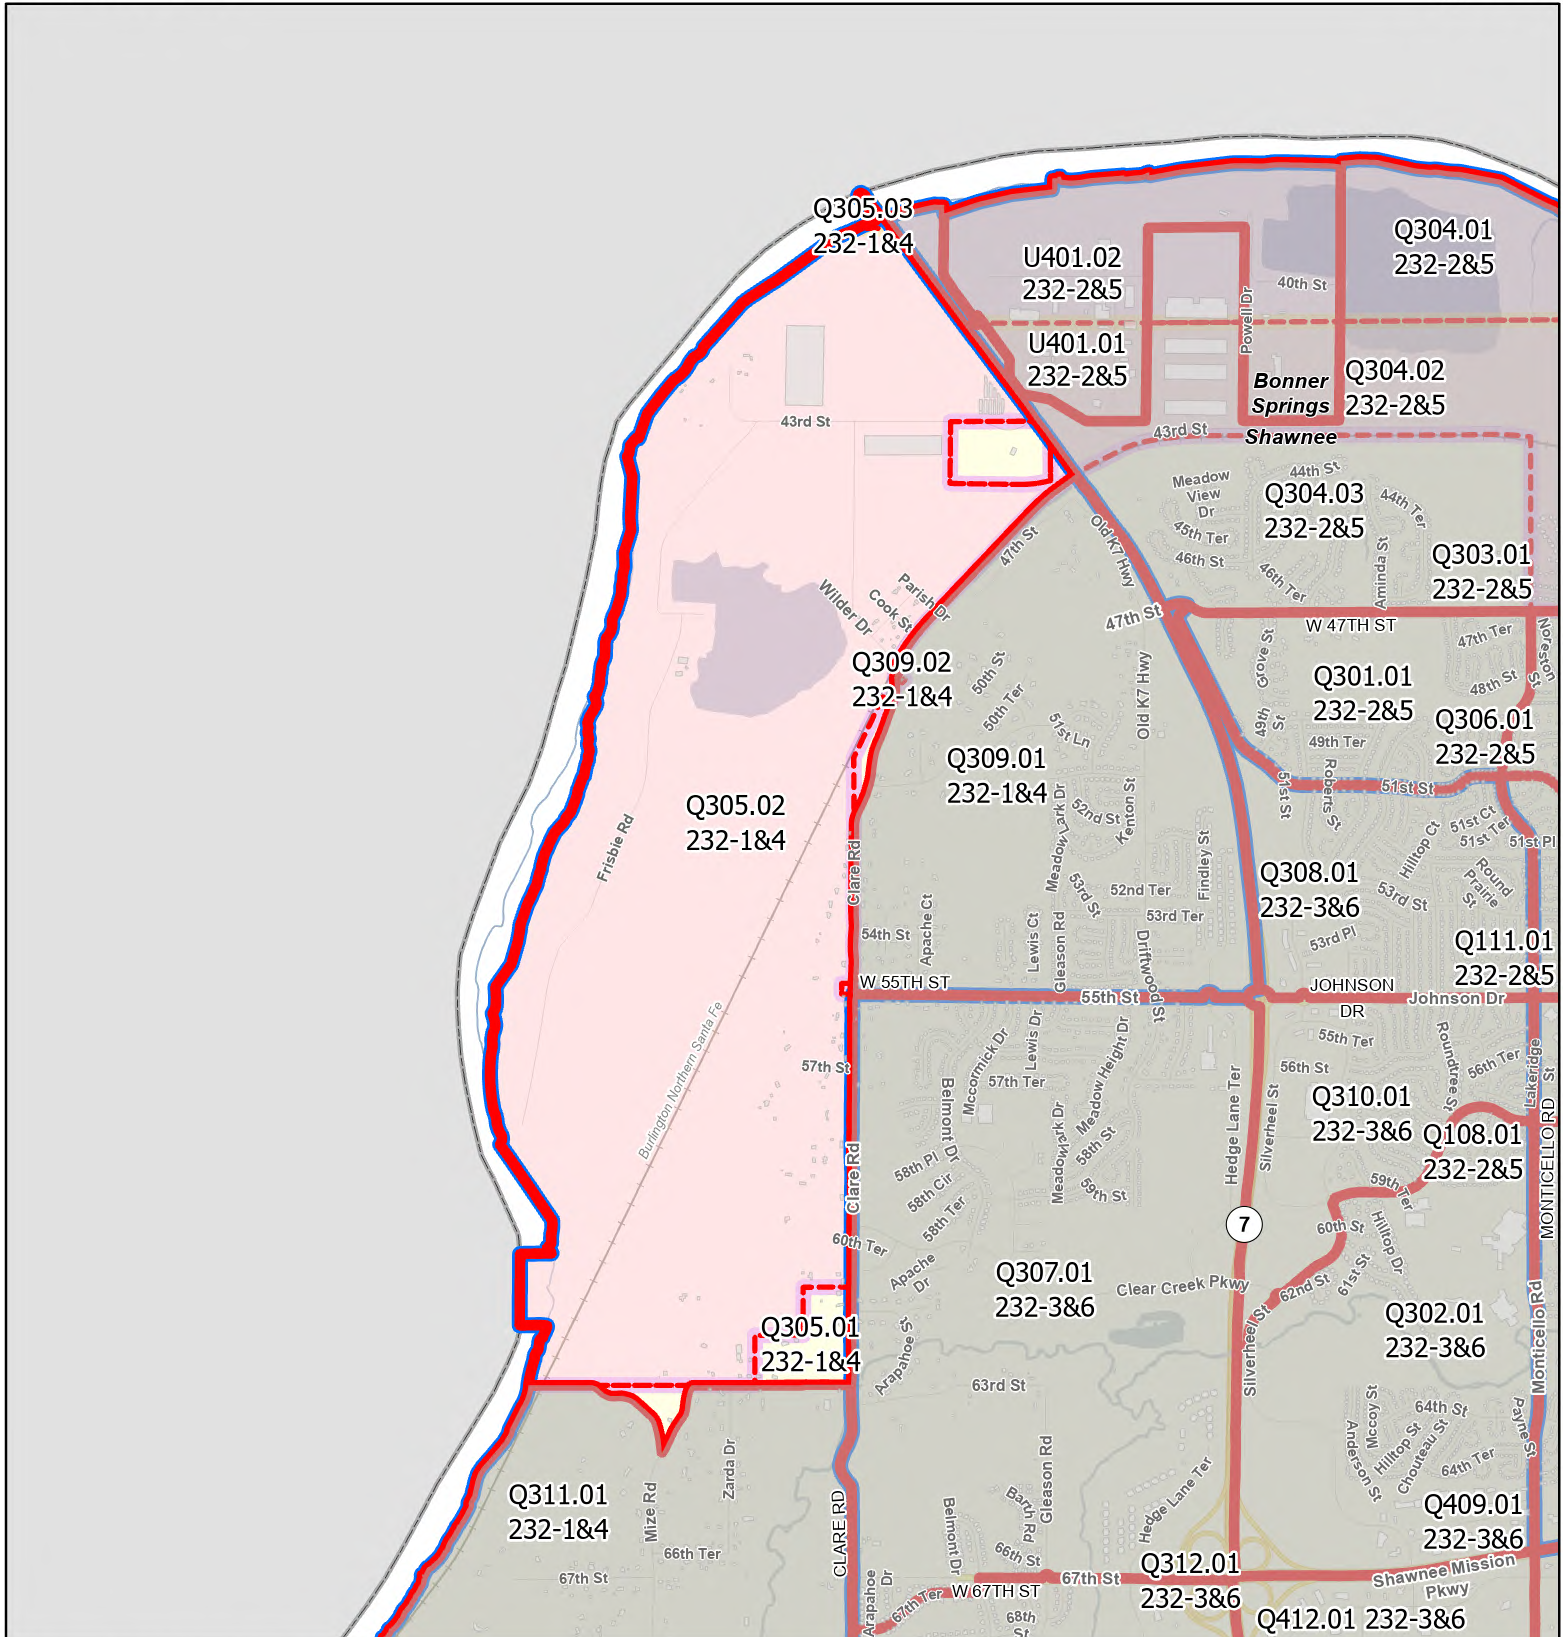 Q305.03
232-1&4
U401.02
232-2&5
Q304.01
232-2&5
40th St
Powell Dr
U401.01
232-2&5
Q304.02
232-2&5
Bonner
Springs
Shawnee
43rd St
43rd St
Meadow
View
Dr
44th St
44th Ter
Q304.03
232-2&5
45th Ter
46th St
46th Ter
Aminda St
Q303.01
232-2&5
Old K7 Hwy
47th St
Parish Dr
Cook St
Wilder Dr
47th St
W 47TH ST
47th Ter
Noreston
St
48th St
Grove St
49th
St
49th Ter
Q301.01
232-2&5
Q306.01
232-2&5
Q309.02
232-1&4
50th St
50th Ter
51st Ln
Old K7 Hwy
Q309.01
232-1&4
51st St
Roberts St
51st St
51st Ct
51st Ter
51st Pl
Hilltop Ct
Round
Prairie
St
Q305.02
232-1&4
Frisbie Rd
Clare Rd
Meadow Lark Dr
52nd St
Kenton St
Findley St
52nd Ter
53rd St
53rd Ter
Q308.01
232-3&6
53rd St
53rd Pl
Q111.01
232-2&5
54th St
Apache Ct
Lewis Ct
Gleason Rd
Driftwood St
W 55TH ST
55th St
JOHNSON
DR
Johnson Dr
55th Ter
Burlington Northern Santa Fe
57th St
Mccormick Dr
Lewis Dr
57th Ter
Meadow Height Dr
Belmont Dr
Meadowlark Dr
58th Pl
58th Cir
58th Ter
58th St
59th St
Hedge Lane Ter
Silverheel St
56th St
Roundtree St
56th Ter
Lakeridge
St
Q310.01
232-3&6
Q108.01
232-2&5
MONTICELLO RD
59th Ter
60th St
Hilltop Dr
61st St
62nd St
7
Clare Rd
60th Ter
Apache
Dr
Q307.01
232-3&6
Clear Creek Pkwy
Silverheel St
Q302.01
232-3&6
Monticello Rd
Q305.01
232-1&4
Arapahoe St
63rd St
Mccoy St
Anderson St
Hilltop St
Chouteau St
64th St
64th Ter
Payne St
Q311.01
232-1&4
Mize Rd
Zarda Dr
66th Ter
67th St
CLARE RD
Gleason Rd
Barth Rd
Belmont Dr
66th St
Hedge Lane Ter
Q409.01
232-3&6
Arapahoe
Dr
67th Ter
W 67TH ST
67th St
Q312.01
232-3&6
Shawnee Mission
Pkwy
68th
St
Q412.01 232-3&6